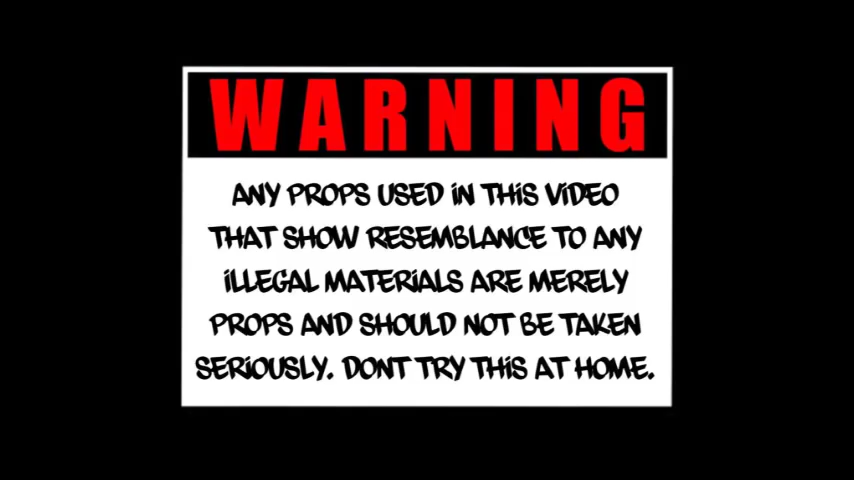 WARNING
ANY PROPS USED IN THIS VIDEO
THAT SHOW RESEMBLANCE TO ANY
ILLEGAL MATERIALS ARE MERELY
PROPS AND SHOULD NOT BE TAKEN
SERIOUSLY. DONT TRY THIS AT HOME.